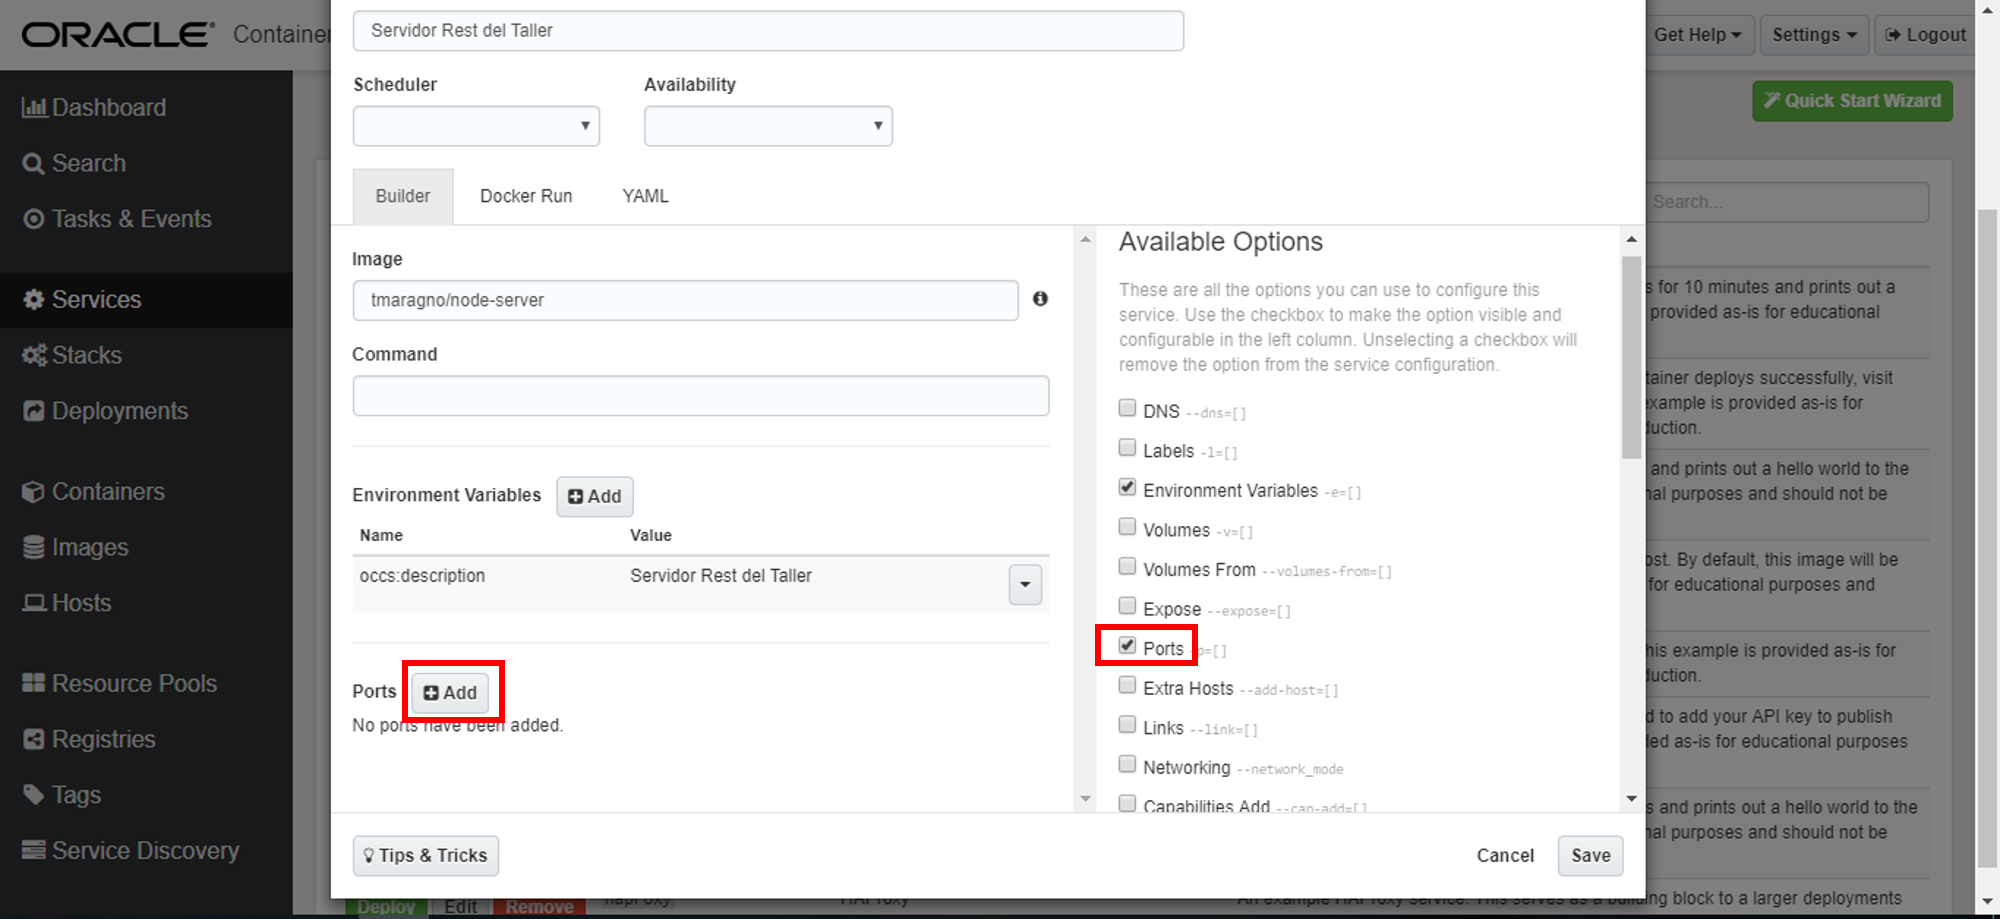 ORACLE® Container
Servidor Rest del Taller
Get Help
Settings
Logout
Scheduler
Availability
Dashboard
Quick Start Wizard
Search
Builder
Docker Run
YAML
Search...
Tasks & Events
Image
Available Options
tmaragno/node-server
These are all the options you can use to configure this
service. Use the checkbox to make the option visible and
configurable in the left column. Unselecting a checkbox will
remove the option from the service configuration.
s for 10 minutes and prints out a
provided as-is for educational
Services
Command
Stacks
tainer deploys successfully, visit
example is provided as-is for
duction.
Deployments
DNS --dns=[]
Labels -l=[]
Environment Variables -e=[]
Volumes -v=[]
Volumes From --volumes-from=[]
Expose --expose=[]
Ports p=[]
Extra Hosts --add-host=[]
Links --link=[]
Networking --network_mode
Capabilities Add --cap-add=[]
and prints out a hello world to the
nal purposes and should not be
Containers
Environment Variables
Add
Name
Value
occs:description
Servidor Rest del Taller
Images
ost. By default, this image will be
for educational purposes and
Hosts
his example is provided as-is for
duction.
Resource Pools
Ports
Add
No ports have been added.
d to add your API key to publish
ded as-is for educational purposes
Registries
Tags
s and prints out a hello world to the
nal purposes and should not be
Service Discovery
Tips & Tricks
Cancel
Save
Deploy
Edit
Remove
haproxy
HAProxy
An example HAProxy service. This serves as a building block to a larger deployments